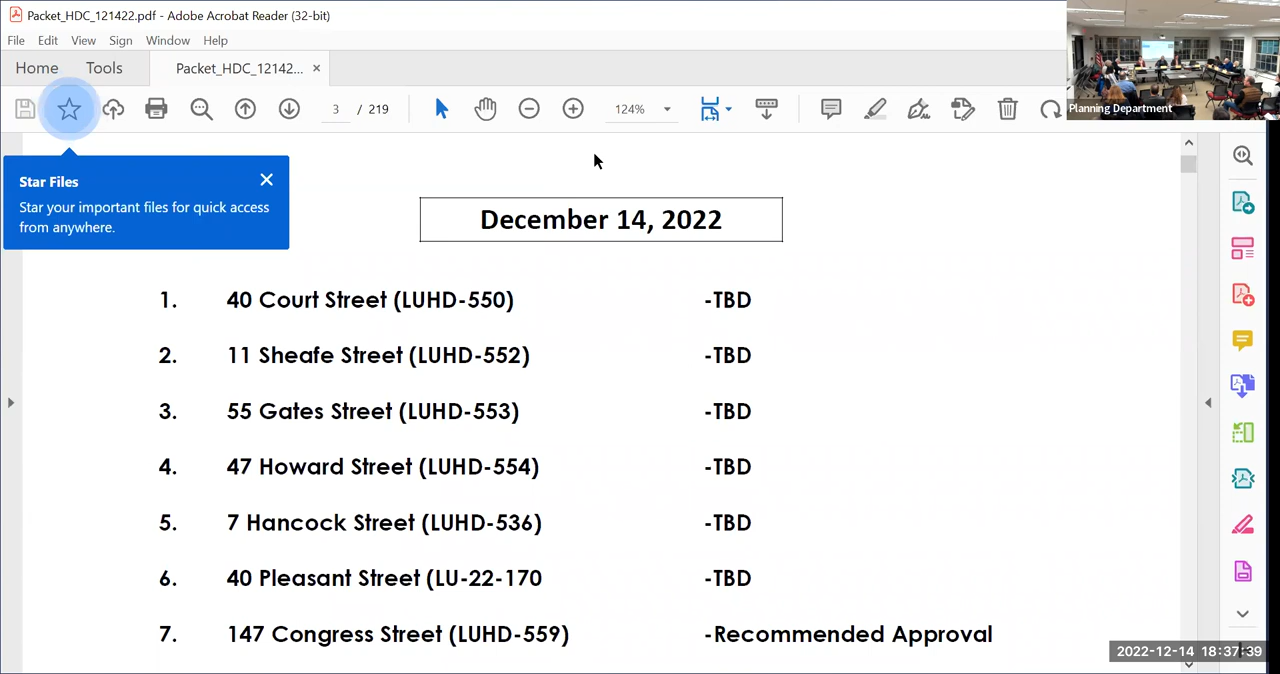 Packet_HDC_121422.pdf - Adobe Acrobat Reader (32-bit)
File Edit View Sign Window Help
Home Tools Packet_HDC_12142... ×
3 / 219 124%
Planning Department
Star Files
Star your important files for quick access
from anywhere.
December 14, 2022
1. 40 Court Street (LUHD-550) -TBD
2. 11 Sheafe Street (LUHD-552) -TBD
3. 55 Gates Street (LUHD-553) -TBD
4. 47 Howard Street (LUHD-554) -TBD
5. 7 Hancock Street (LUHD-536) -TBD
6. 40 Pleasant Street (LU-22-170 -TBD
7. 147 Congress Street (LUHD-559) -Recommended Approval
2022-12-14 18:37:39